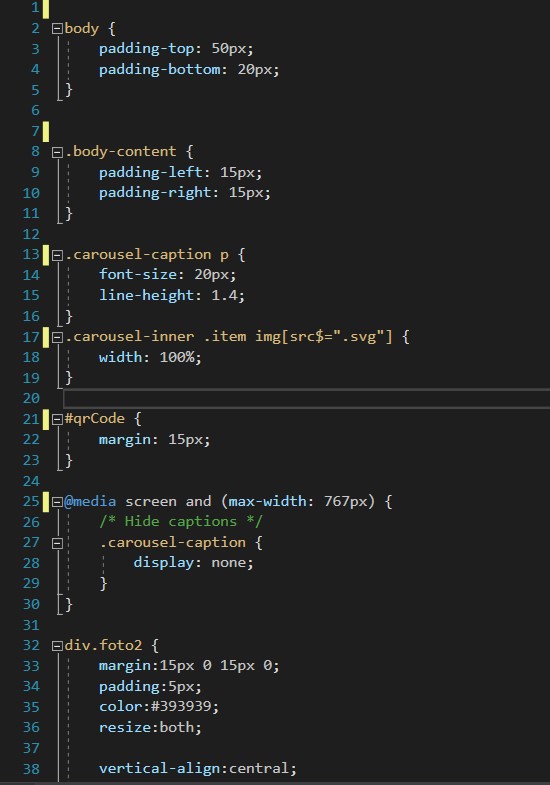 1
2 body {
3 padding-top: 50px;
4 padding-bottom: 20px;
5 }
6
7
8 .body-content {
9 padding-left: 15px;
10 padding-right: 15px;
11 }
12
13 .carousel-caption p {
14 font-size: 20px;
15 line-height: 1.4;
16 }
17 .carousel-inner .item img[src$=".svg"] {
18 width: 100%;
19 }
20
21 #qrCode {
22 margin: 15px;
23 }
24
25 @media screen and (max-width: 767px) {
26 /* Hide captions */
27 .carousel-caption {
28 display: none;
29 }
30 }
31
32 div.foto2 {
33 margin:15px 0 15px 0;
34 padding:5px;
35 color:#393939;
36 resize:both;
37
38 vertical-align:central;